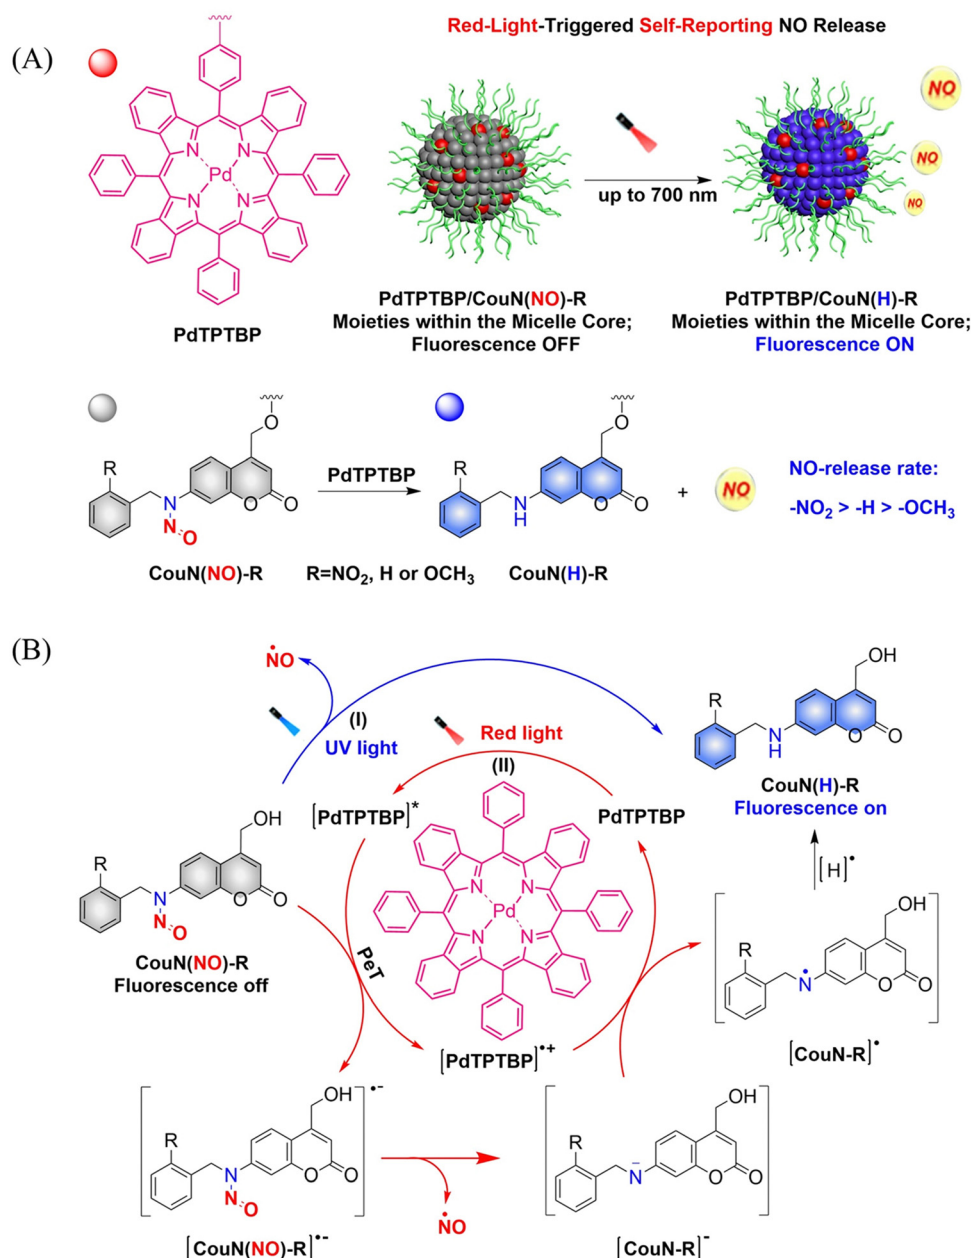 (A)
Red-Light-Triggered Self-Reporting NO Release
N
N
Pd
N
N
PdTPTBP
up to 700 nm
NO
NO
NO
PdTPTBP/CouN(NO)-R
Moieties within the Micelle Core;
Fluorescence OFF
PdTPTBP/CouN(H)-R
Moieties within the Micelle Core;
Fluorescence ON
O
R
N
N
O
O
O
CouN(NO)-R
PdTPTBP
R=NO₂, H or OCH₃
O
R
N
H
O
O
CouN(H)-R
+
NO
NO-release rate:
-NO₂ > -H > -OCH₃
(B)
•NO
(I)
UV light
Red light
(II)
OH
R
N
H
O
O
CouN(H)-R
Fluorescence on
[PdTPTBP]*
PdTPTBP
OH
R
N
N
O
O
O
CouN(NO)-R
Fluorescence off
N
N
Pd
N
N
PeT
[PdTPTBP]•+
[H]•
OH
R
N•
O
O
[CouN-R]•
OH •-
R
N
N
O
O
O
[CouN(NO)-R]•-
•NO
OH -
R
N
-
O
O
[CouN-R]-